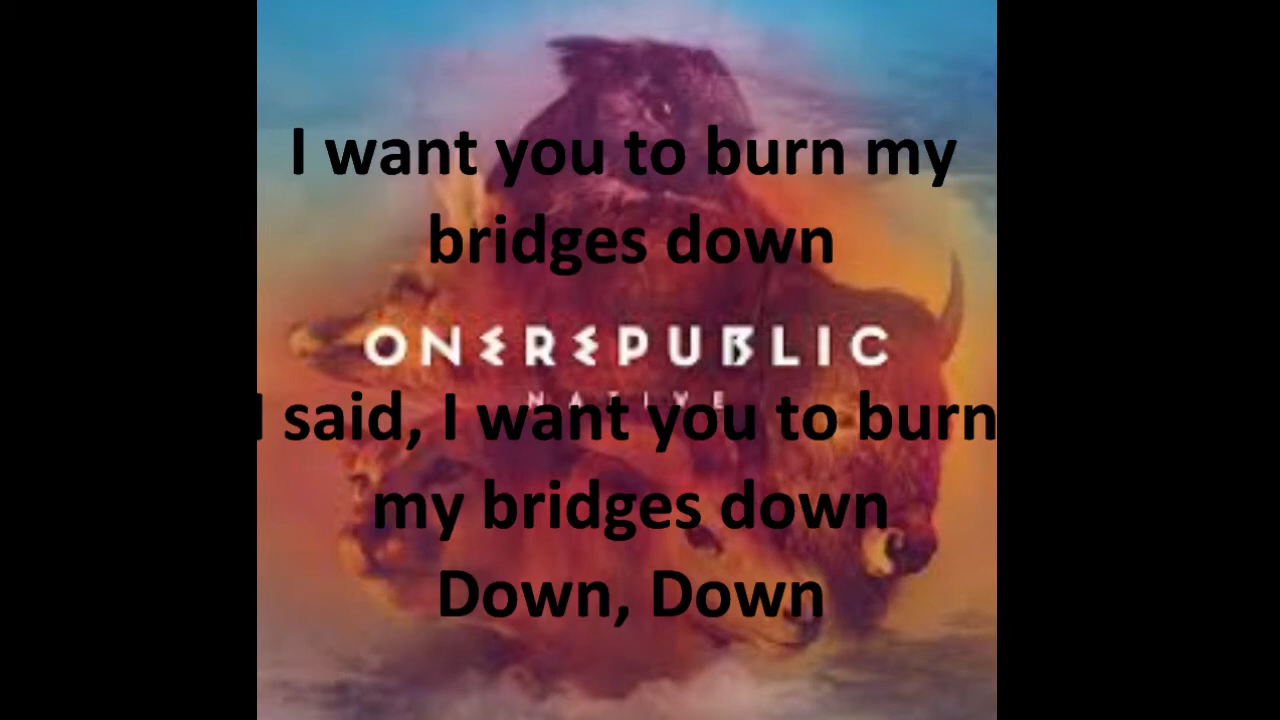 I want you to burn my
bridges down
ONEREPUBLIC
NATIVE
I said, I want you to burn
my bridges down
Down, Down